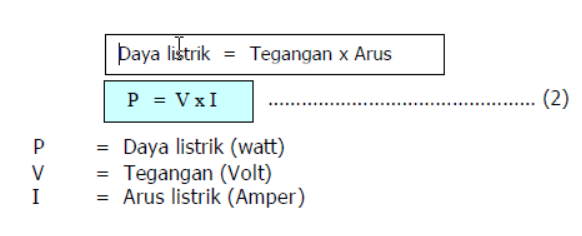 Daya listrik = Tegangan x Arus
P = V x I ................................................ (2)
P = Daya listrik (watt)
V = Tegangan (Volt)
I = Arus listrik (Amper)